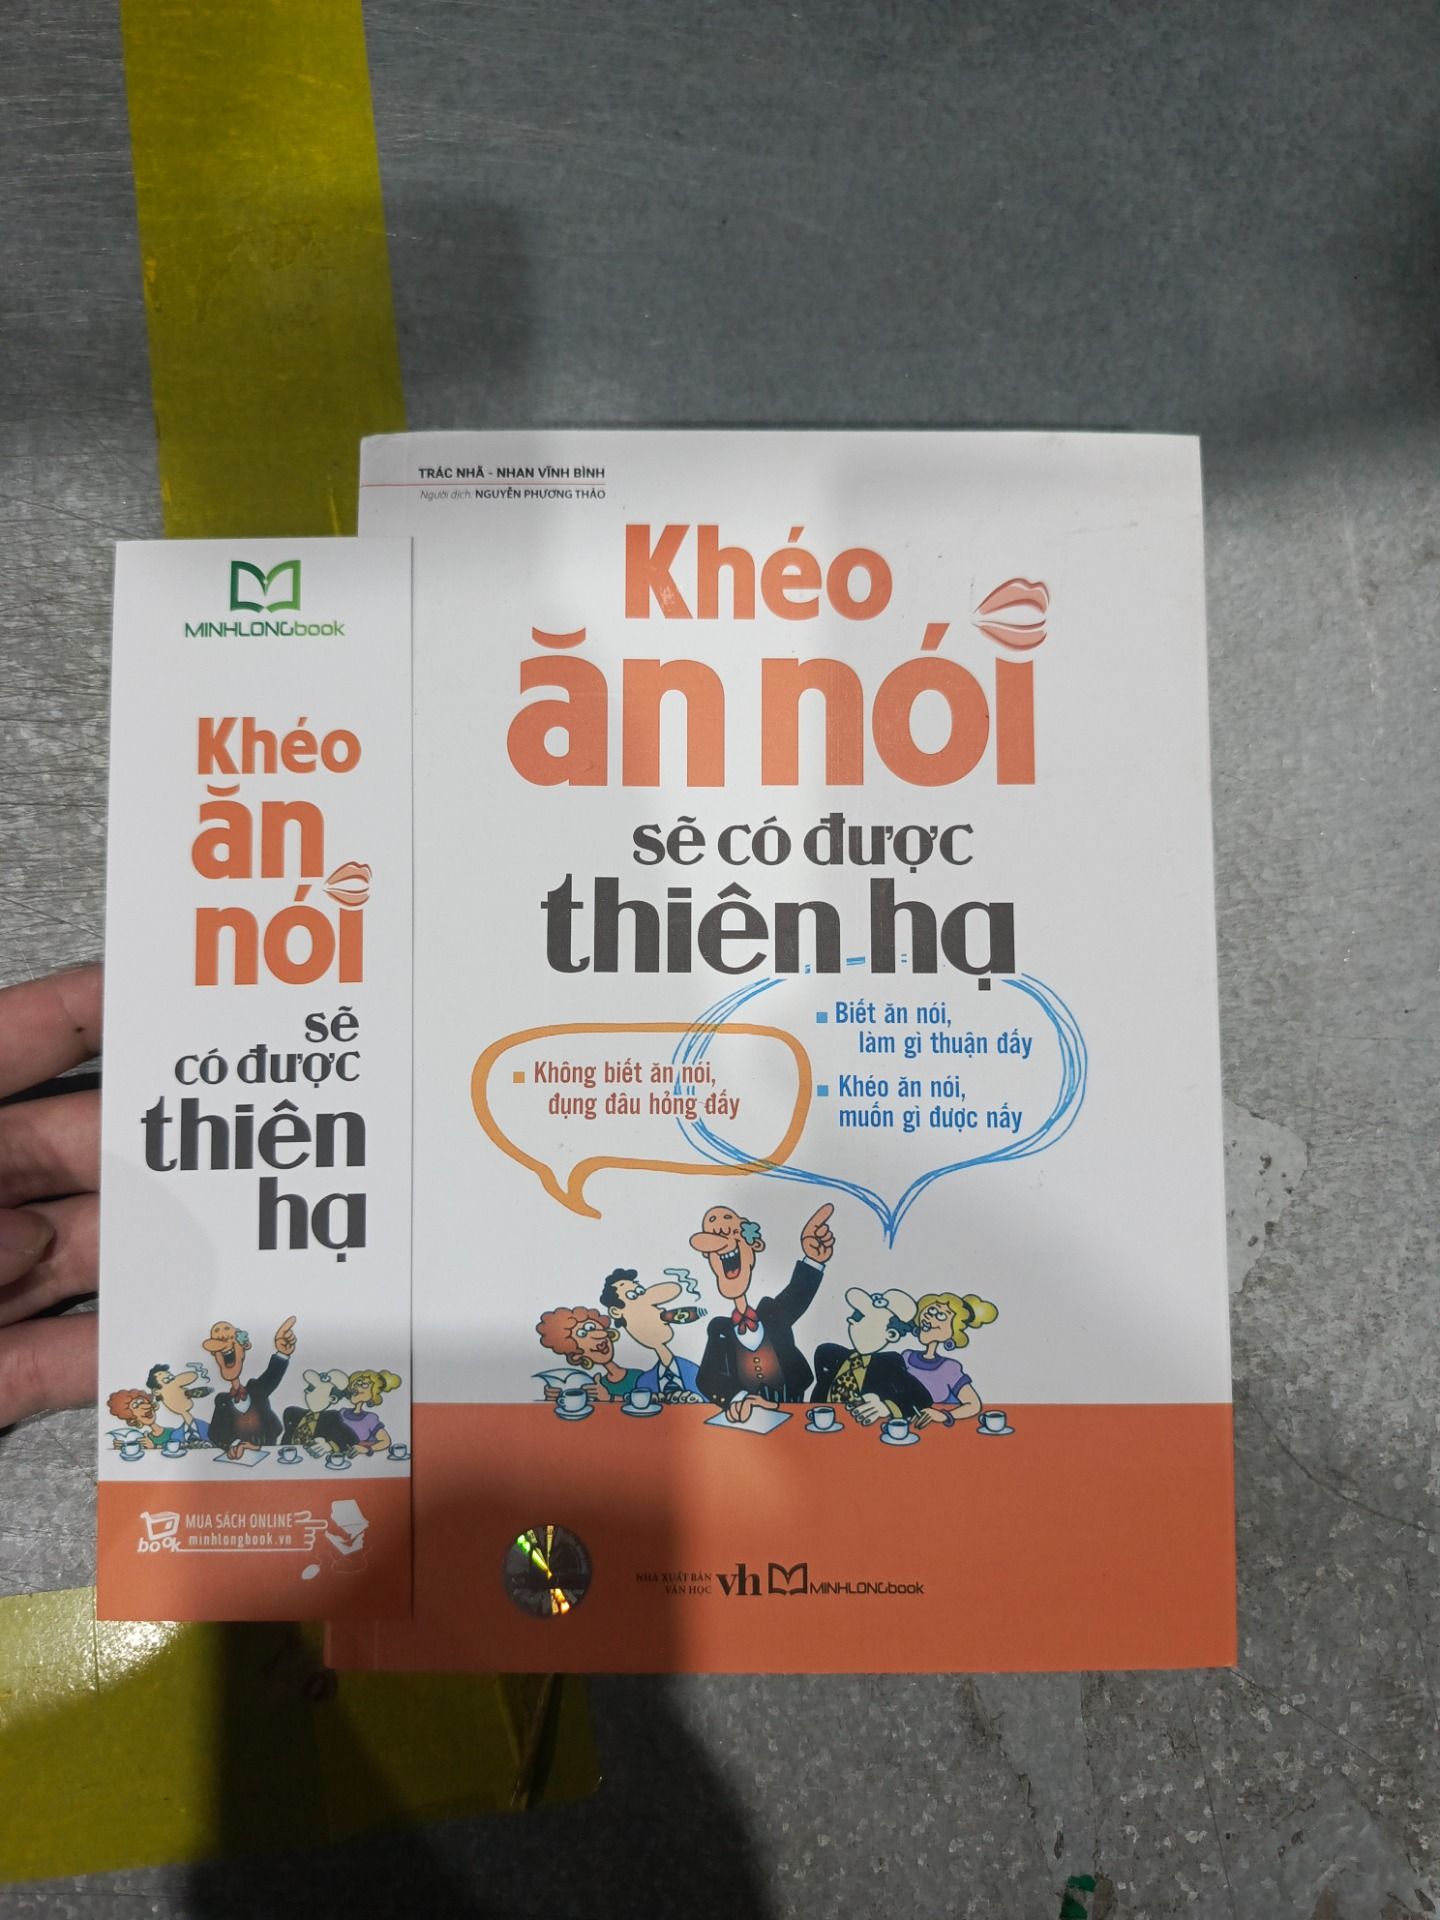 MINHLONGbook
Khéo
ăn
nói
sẽ
có được
thiên
hạ
MUA SÁCH ONLINE
book minhlongbook.vn
TRÁC NHÃ - NHAN VĨNH BÌNH
Người dịch: NGUYỄN PHƯƠNG THẢO
Khéo
ăn nói
sẽ có được
thiên hạ
Không biết ăn nói,
đụng đâu hỏng đấy
Biết ăn nói,
làm gì thuận đấy
Khéo ăn nói,
muốn gì được nấy
NHÀ XUẤT BẢN
VĂN HỌC
vh
MINHLONGbook